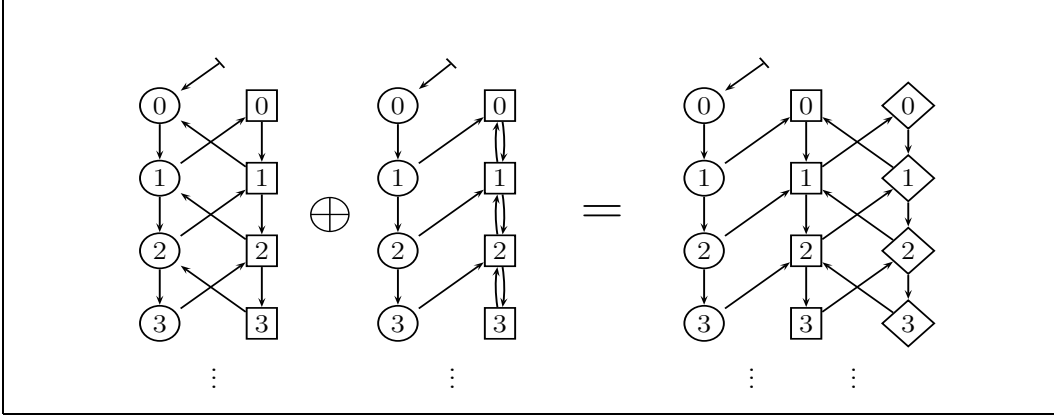 0 0 0 0 0 0 0
1 1 ⊕ 1 1 = 1 1 1
2 2 2 2 2 2 2
3 3 3 3 3 3 3
⋮ ⋮ ⋮ ⋮